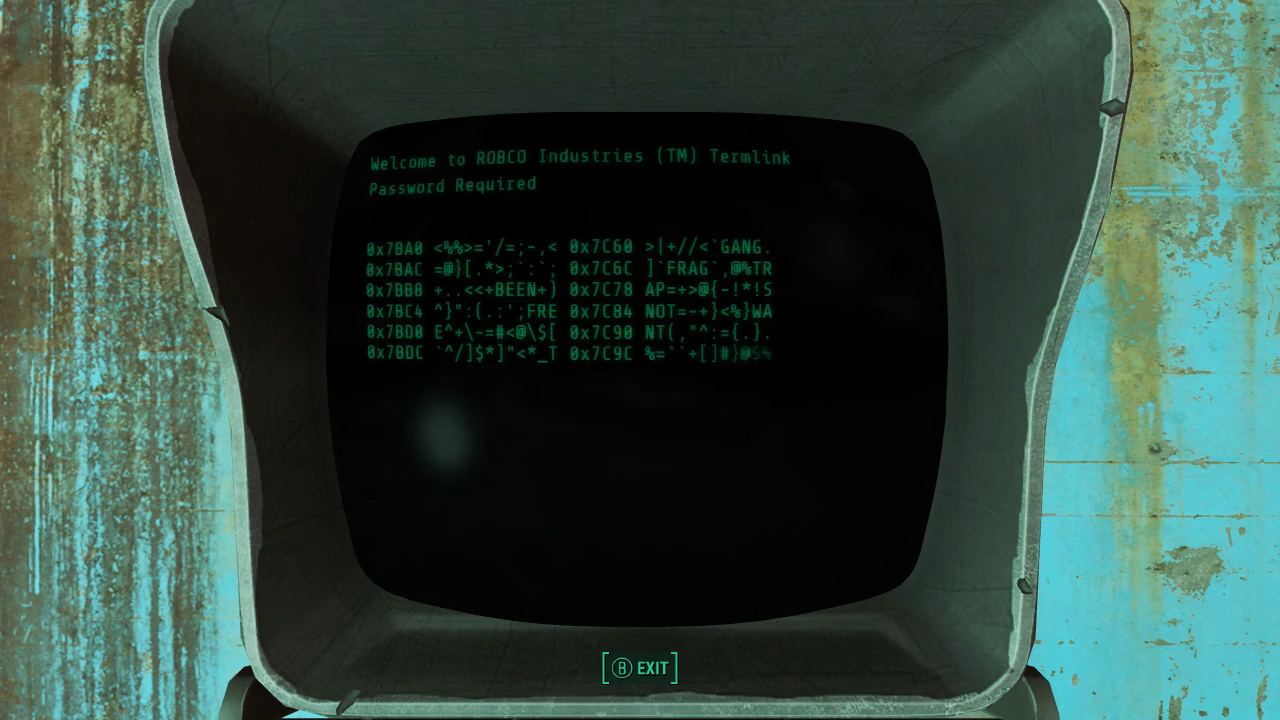 Welcome to ROBCO Industries (TM) Termlink
Password Required
0x7BA0 <%%>='/=;-,< 0x7C60 >|+//<`GANG.
0x7BAC =@}[.*>;`:`; 0x7C6C ]`FRAG`,@%TR
0x7BB8 +..<<+BEEN+) 0x7C78 AP=+>@{-!*!S
0x7BC4 ^}":(.:';FRE 0x7C84 NOT=-+}<%}WA
0x7BD0 E^+\-=#<@\$[ 0x7C90 NT(,"^:={.}.
0x7BDC `^/]$*]"<*_T 0x7C9C %=``+[]#}@$%
[Ⓑ EXIT]